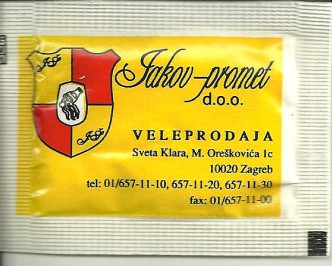 Jakov-promet
d.o.o.
VELEPRODAJA
Sveta Klara, M. Oreškovića 1c
10020 Zagreb
tel: 01/657-11-10, 657-11-20, 657-11-30
fax: 01/657-11-00